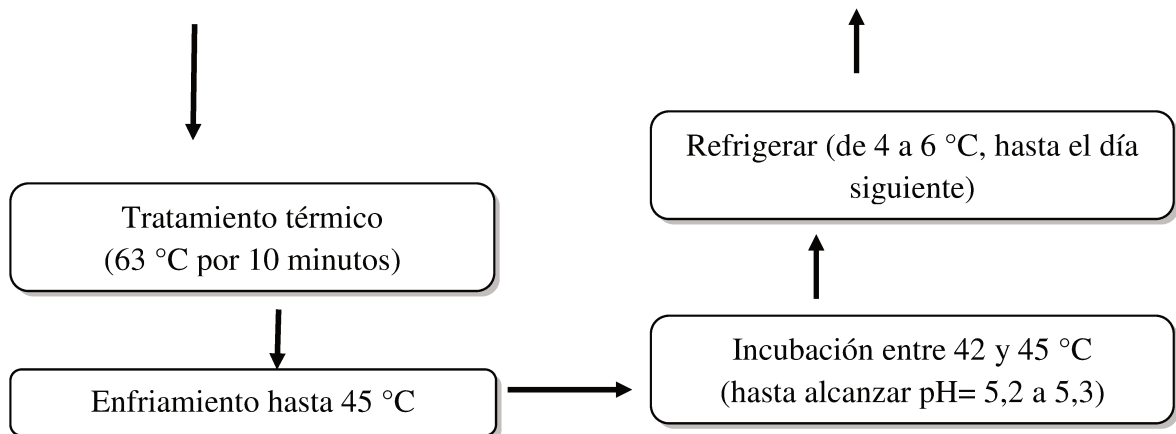 Tratamiento térmico
(63 °C por 10 minutos)
Enfriamiento hasta 45 °C
Incubación entre 42 y 45 °C
(hasta alcanzar pH= 5,2 a 5,3)
Refrigerar (de 4 a 6 °C, hasta el día
siguiente)